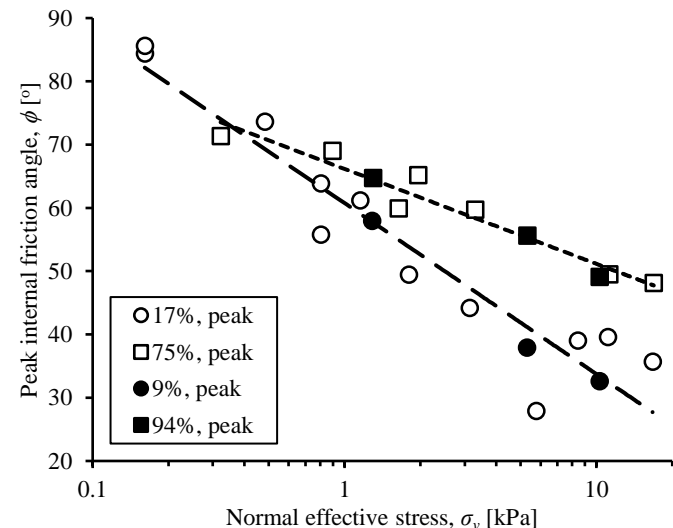 90
80
70
60
50
40
30
20
Peak internal friction angle, ϕ [º]
17%, peak
75%, peak
9%, peak
94%, peak
0.1 1 10
Normal effective stress, σᵥ [kPa]